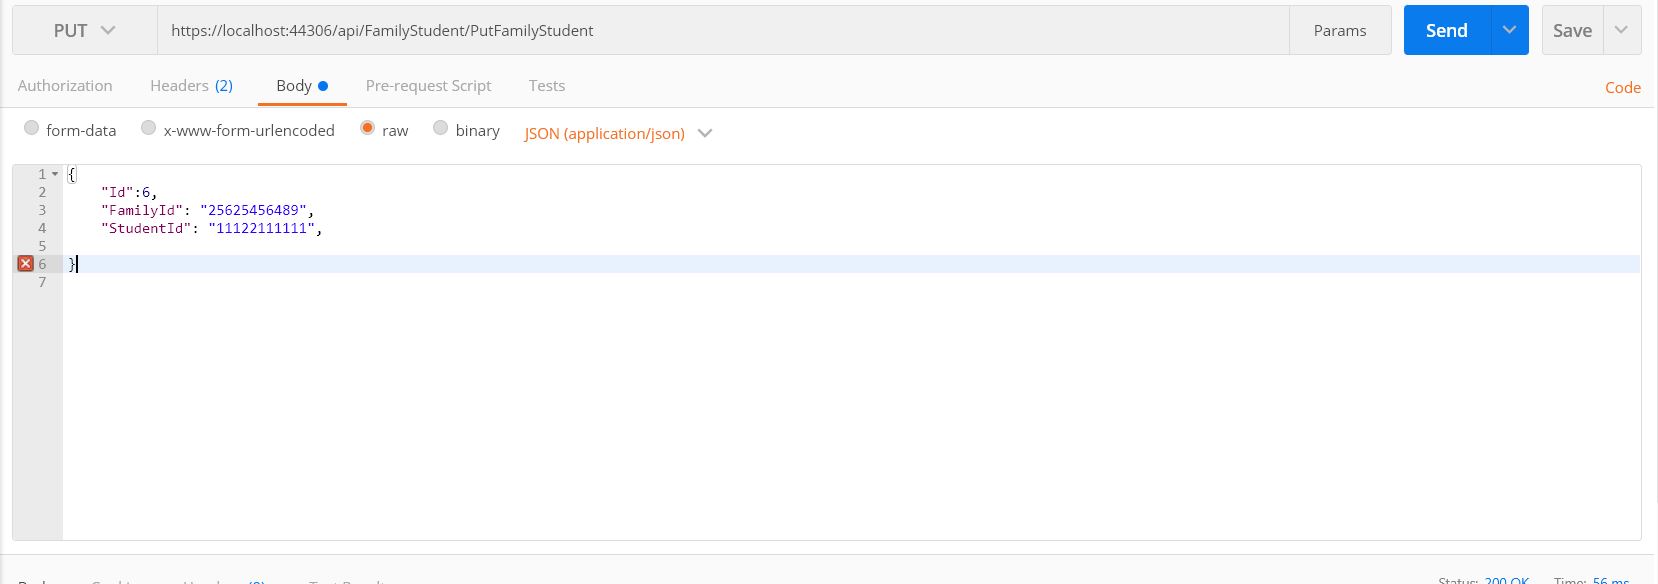 PUT https://localhost:44306/api/FamilyStudent/PutFamilyStudent Params Send Save
Authorization Headers (2) Body Pre-request Script Tests Code
form-data x-www-form-urlencoded raw binary JSON (application/json)
1 {
2 "Id":6,
3 "FamilyId": "25625456489",
4 "StudentId": "11122111111",
5
6 }
7
Status: 200 OK Time: 56 ms